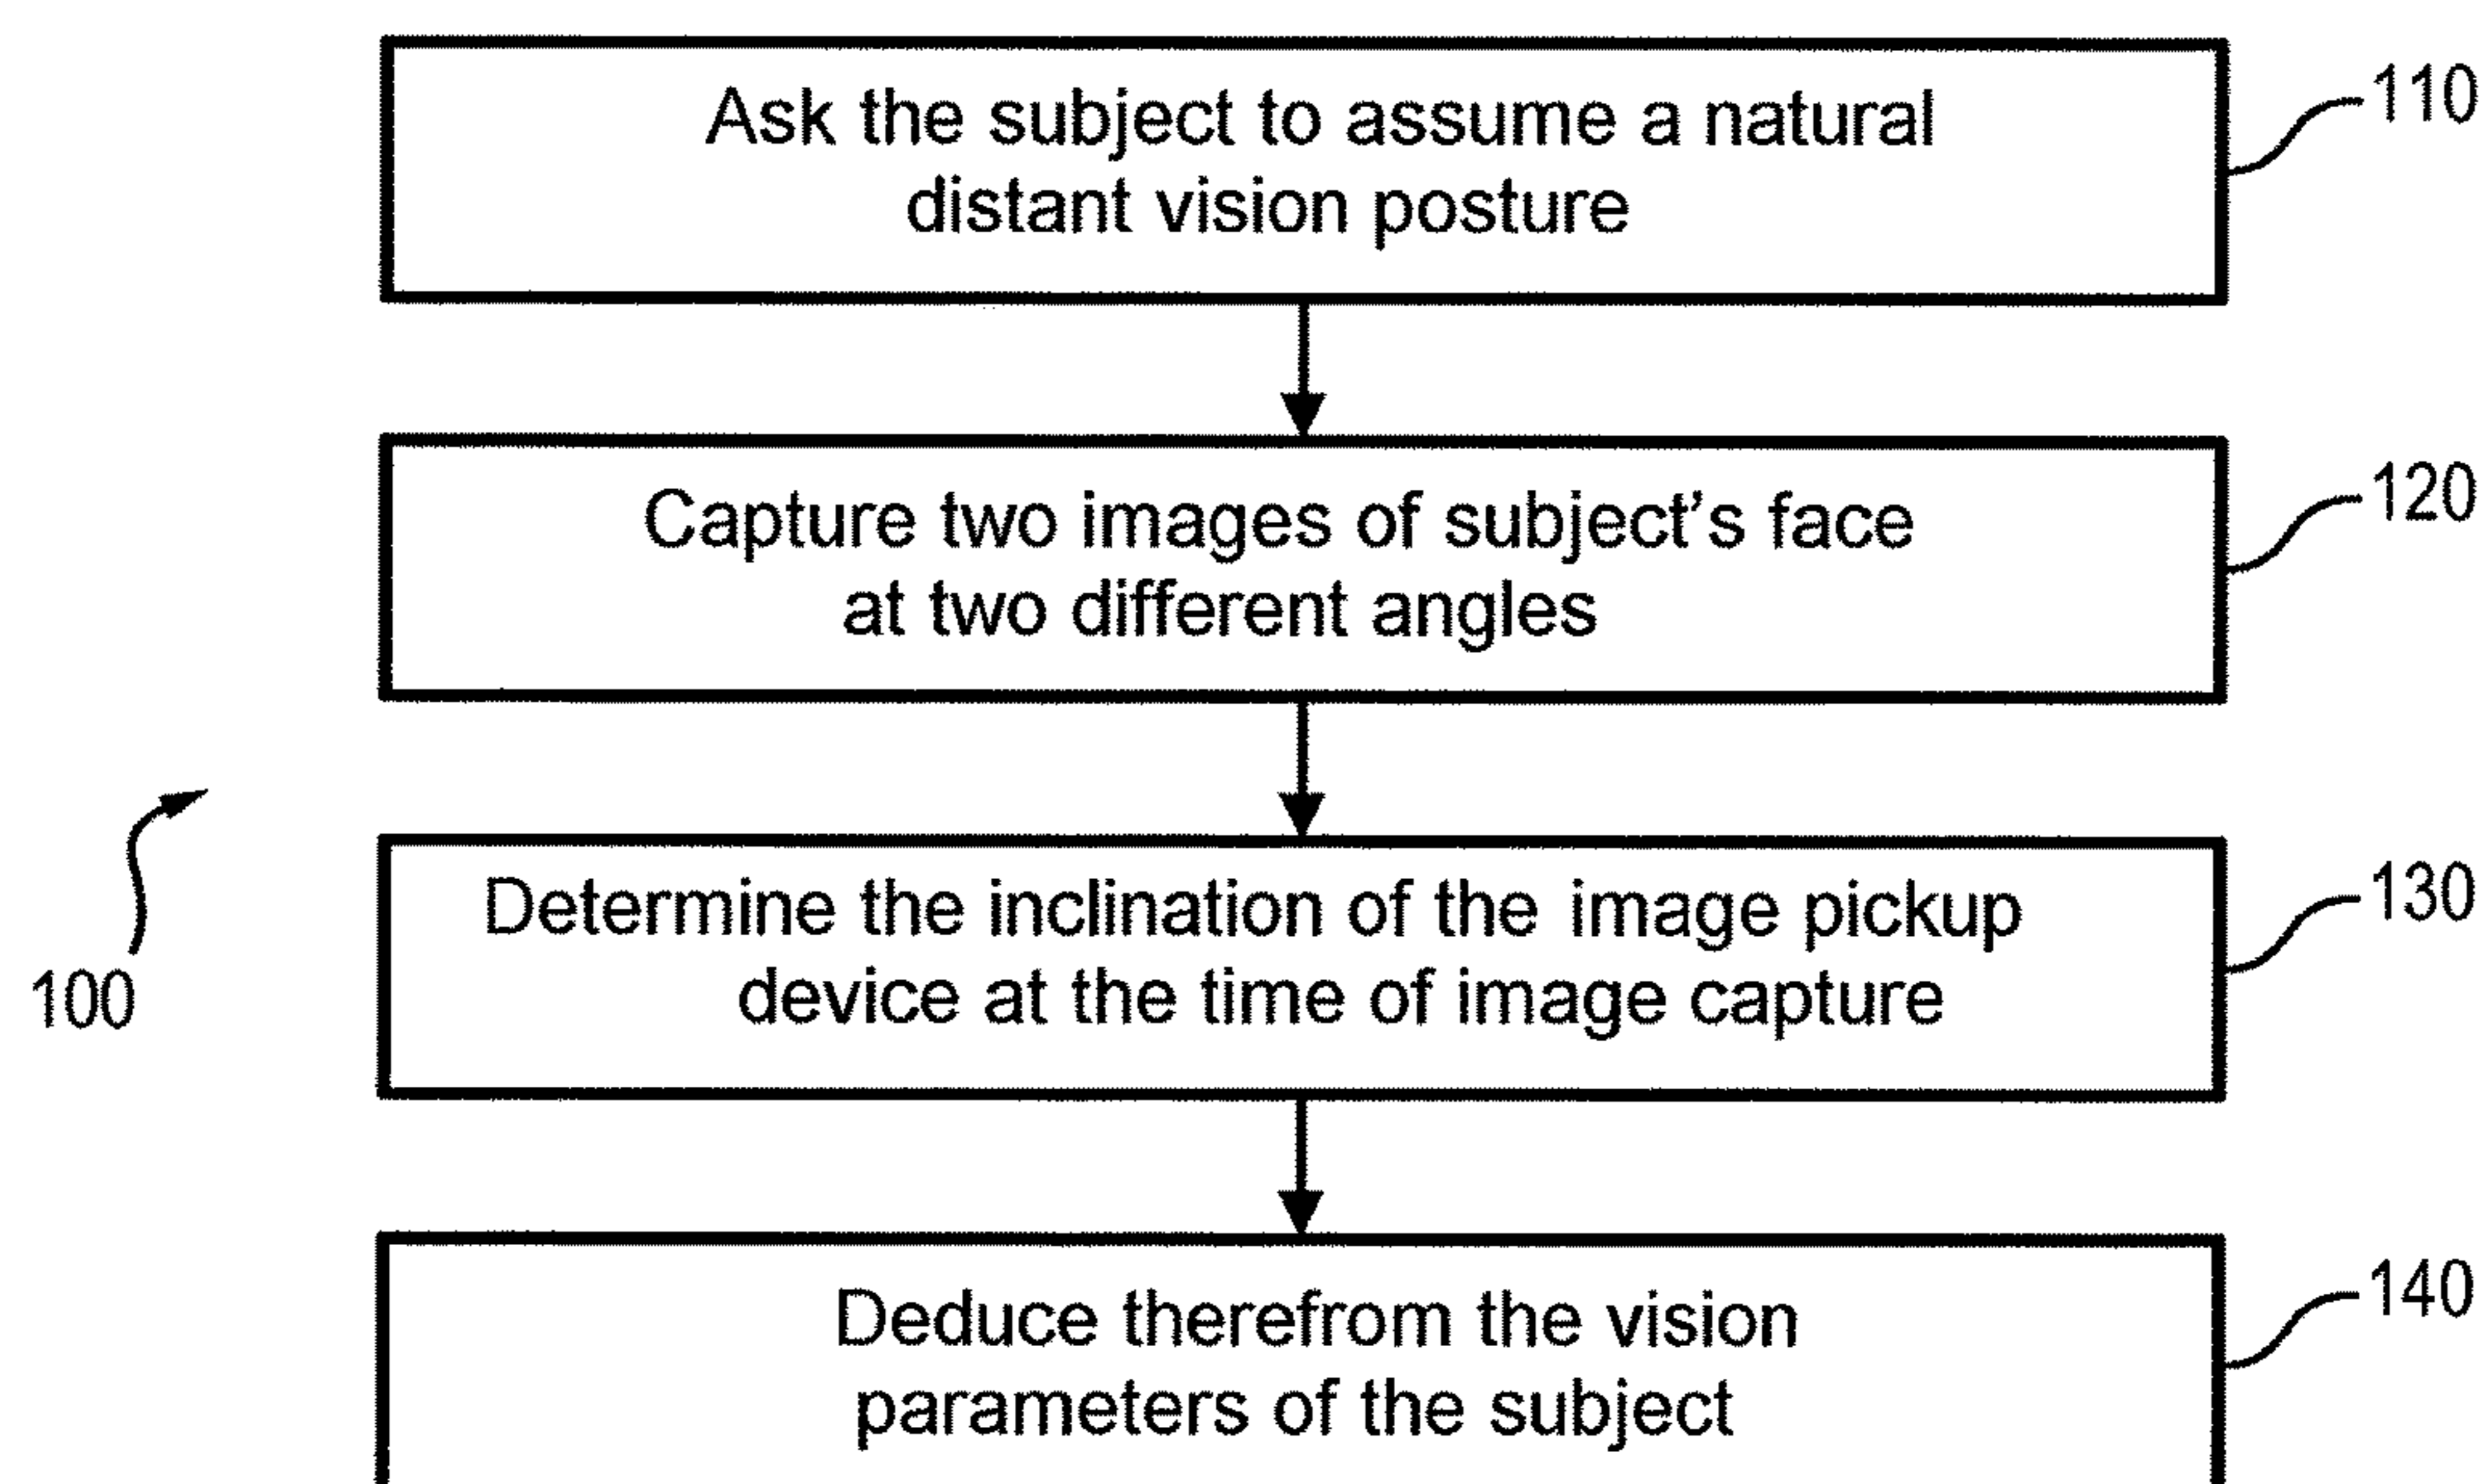 Ask the subject to assume a natural
distant vision posture
110
Capture two images of subject's face
at two different angles
120
Determine the inclination of the image pickup
device at the time of image capture
130
100
Deduce therefrom the vision
parameters of the subject
140